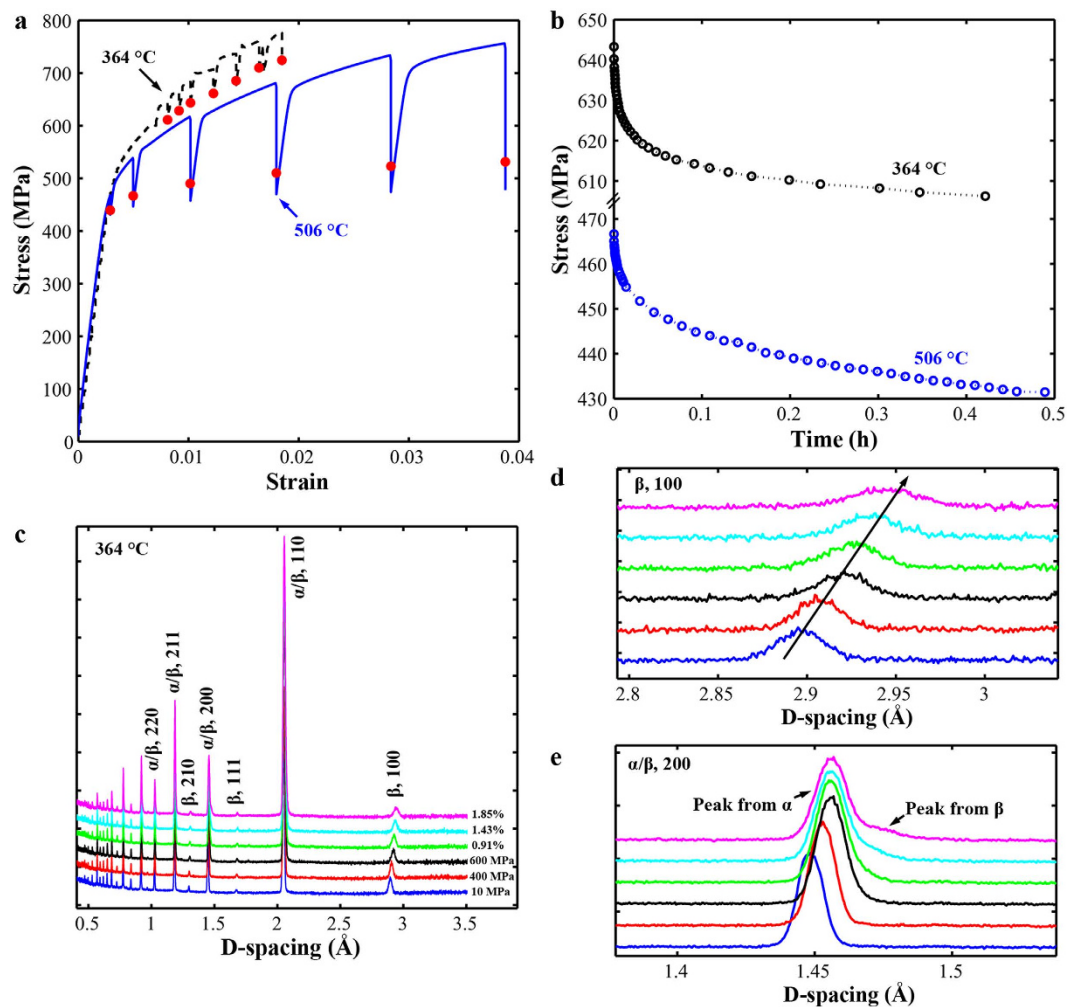 a
800
700
600
500
400
300
200
100
0
0
0.01
0.02
0.03
0.04
Stress (MPa)
Strain
364 °C
506 °C
b
650
640
630
620
610
460
450
440
430
0
0.1
0.2
0.3
0.4
0.5
Stress (MPa)
Time (h)
364 °C
506 °C
c
364 °C
α/β, 220
α/β, 211
β, 210
α/β, 200
β, 111
α/β, 110
β, 100
1.85%
1.43%
0.91%
600 MPa
400 MPa
10 MPa
0.5
1
1.5
2
2.5
3
3.5
D-spacing (Å)
d
β, 100
2.8
2.85
2.9
2.95
3
D-spacing (Å)
e
α/β, 200
Peak from α
Peak from β
1.4
1.45
1.5
D-spacing (Å)